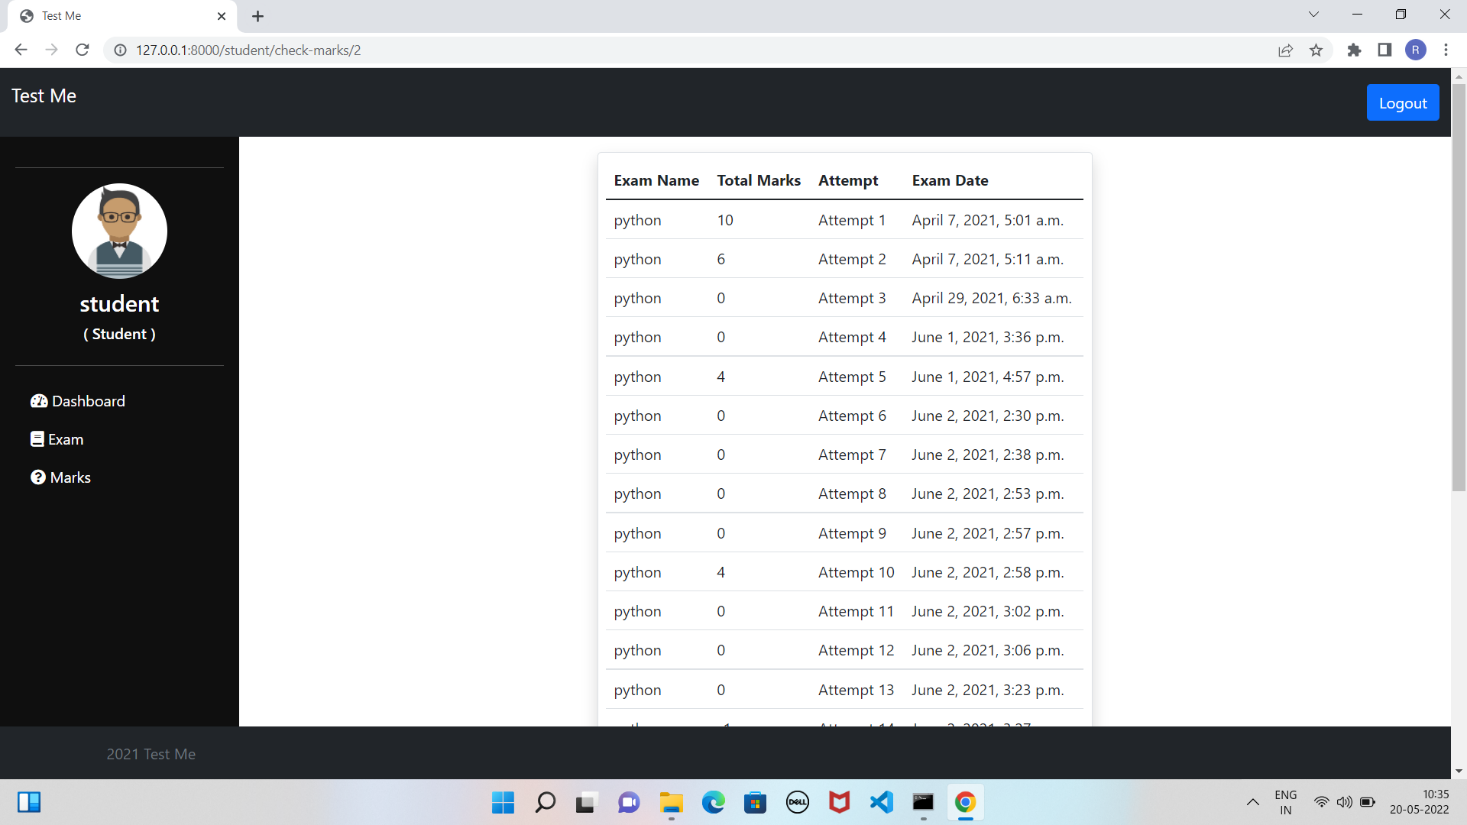 Test Me
127.0.0.1:8000/student/check-marks/2
R
Test Me
Logout
student
( Student )
Dashboard
Exam
Marks
Exam Name Total Marks Attempt Exam Date
python 10 Attempt 1 April 7, 2021, 5:01 a.m.
python 6 Attempt 2 April 7, 2021, 5:11 a.m.
python 0 Attempt 3 April 29, 2021, 6:33 a.m.
python 0 Attempt 4 June 1, 2021, 3:36 p.m.
python 4 Attempt 5 June 1, 2021, 4:57 p.m.
python 0 Attempt 6 June 2, 2021, 2:30 p.m.
python 0 Attempt 7 June 2, 2021, 2:38 p.m.
python 0 Attempt 8 June 2, 2021, 2:53 p.m.
python 0 Attempt 9 June 2, 2021, 2:57 p.m.
python 4 Attempt 10 June 2, 2021, 2:58 p.m.
python 0 Attempt 11 June 2, 2021, 3:02 p.m.
python 0 Attempt 12 June 2, 2021, 3:06 p.m.
python 0 Attempt 13 June 2, 2021, 3:23 p.m.
2021 Test Me
DELL
ENG
IN
10:35
20-05-2022